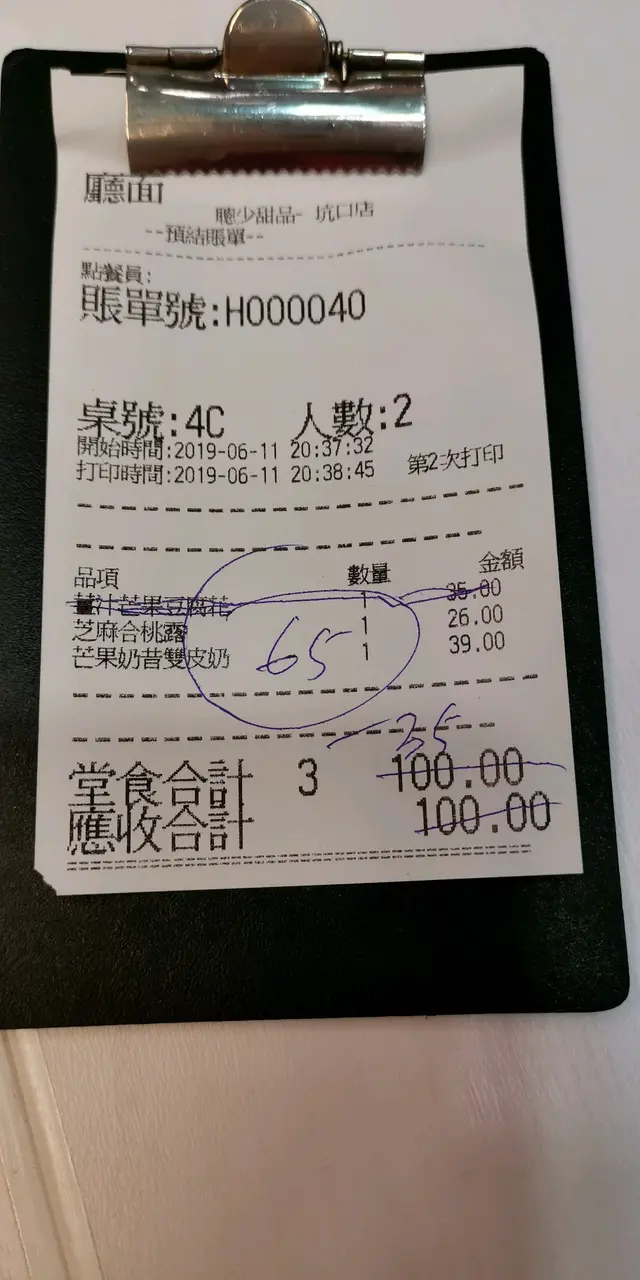 廳面
聰少甜品- 坑口店
--預結賬單--
點餐員:
賬單號:H000040
桌號:4C 人數:2
開始時間:2019-06-11 20:37:32
打印時間:2019-06-11 20:38:45 第2次打印
品項 數量 金額
薑汁芒果豆腐花 1 35.00
芝麻合桃露 1 26.00
芒果奶昔雙皮奶 1 39.00
65
-35
堂食合計 3 100.00
應收合計 100.00